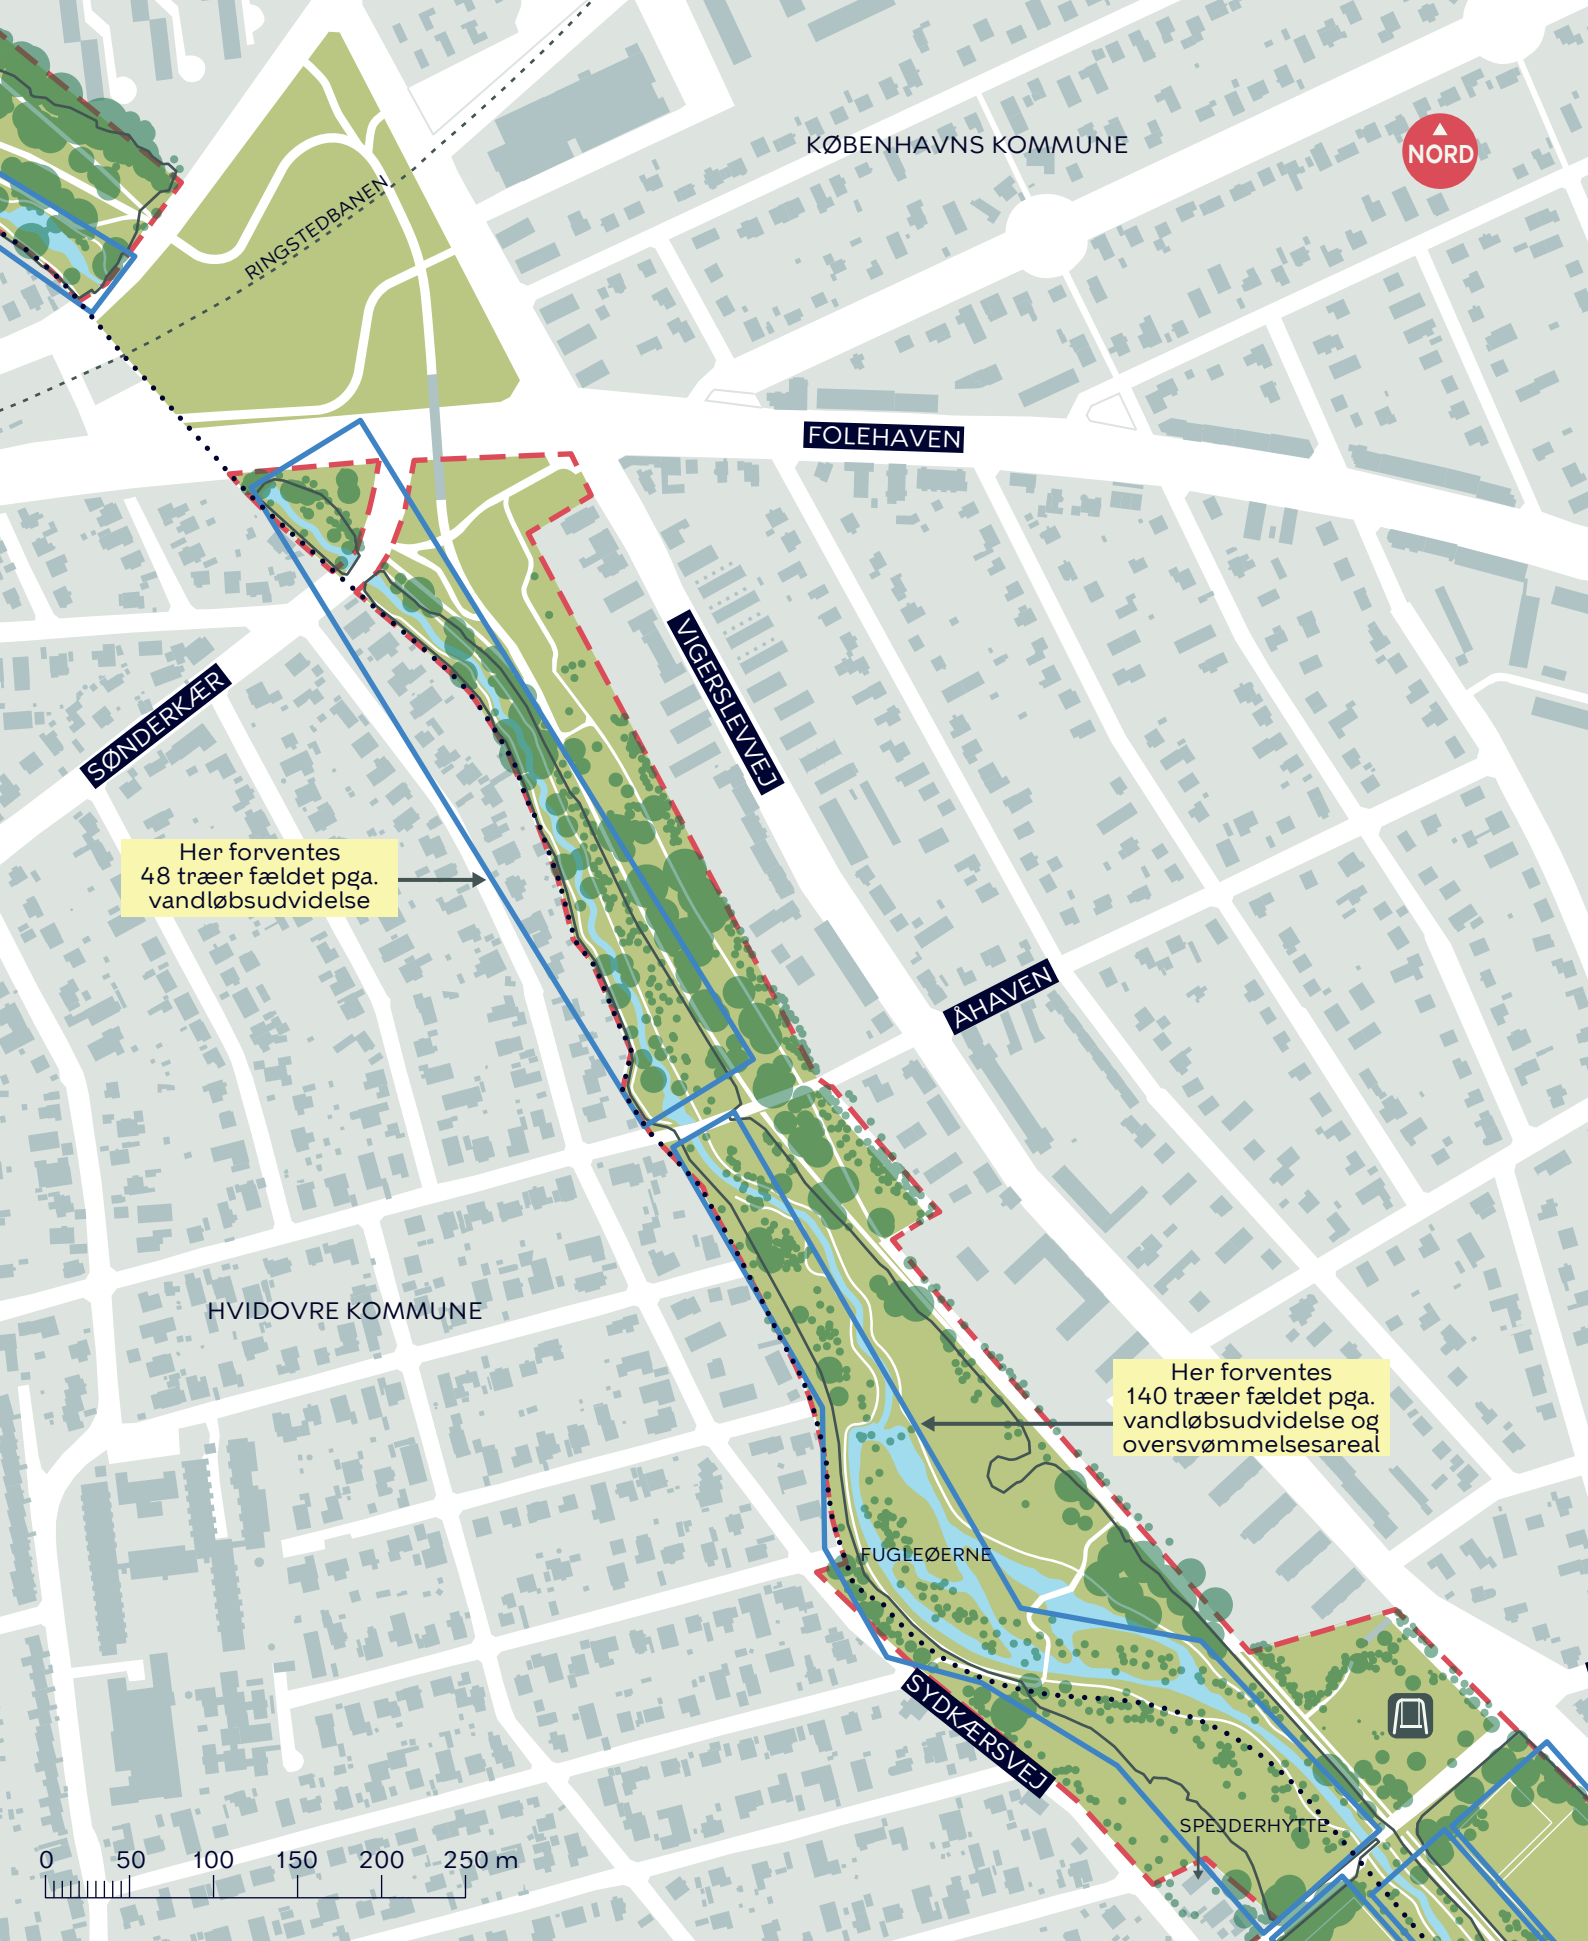 KØBENHAVNS KOMMUNE
NORD
RINGSTEDBANEN
FOLEHAVEN
VIGERSLEVVEJ
SØNDERKÆR
Her forventes
48 træer fældet pga.
vandløbsudvidelse
ÅHAVEN
HVIDOVRE KOMMUNE
Her forventes
140 træer fældet pga.
vandløbsudvidelse og
oversvømmelsesareal
FUGLEØERNE
SYDKÆRSVEJ
SPEJDERHYTTE
0 50 100 150 200 250 m